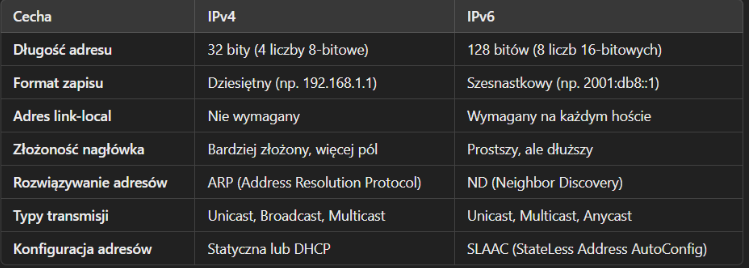 Cecha IPv4 IPv6
Długość adresu 32 bity (4 liczby 8-bitowe) 128 bitów (8 liczb 16-bitowych)
Format zapisu Dziesiętny (np. 192.168.1.1) Szesnastkowy (np. 2001:db8::1)
Adres link-local Nie wymagany Wymagany na każdym hoście
Złożoność nagłówka Bardziej złożony, więcej pól Prostszy, ale dłuższy
Rozwiązywanie adresów ARP (Address Resolution Protocol) ND (Neighbor Discovery)
Typy transmisji Unicast, Broadcast, Multicast Unicast, Multicast, Anycast
Konfiguracja adresów Statyczna lub DHCP SLAAC (StateLess Address AutoConfig)